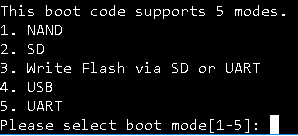 This boot code supports 5 modes.
1. NAND
2. SD
3. Write Flash via SD or UART
4. USB
5. UART
Please select boot mode[1-5]: